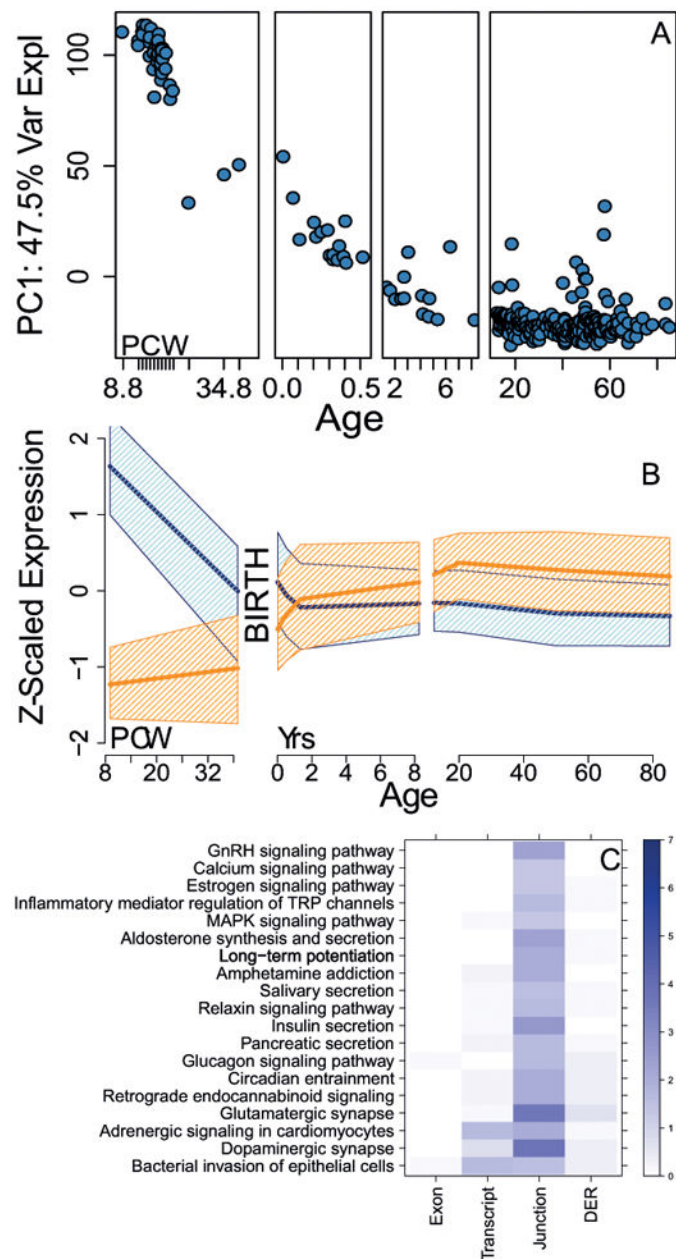 A
PC1: 47.5% Var Expl
100
50
0
PCW
8.8 34.8 0.0 0.5 2 4 6 20 60
Age
B
Z-Scaled Expression
2
1
0
−1
−2
BIRTH
PCW Yrs
8 20 32 0 2 4 6 8 20 40 60 80
Age
C
GnRH signaling pathway
Calcium signaling pathway
Estrogen signaling pathway
Inflammatory mediator regulation of TRP channels
MAPK signaling pathway
Aldosterone synthesis and secretion
Long−term potentiation
Amphetamine addiction
Salivary secretion
Relaxin signaling pathway
Insulin secretion
Pancreatic secretion
Glucagon signaling pathway
Circadian entrainment
Retrograde endocannabinoid signaling
Glutamatergic synapse
Adrenergic signaling in cardiomyocytes
Dopaminergic synapse
Bacterial invasion of epithelial cells
Exon
Transcript
Junction
DER
7
6
5
4
3
2
1
0